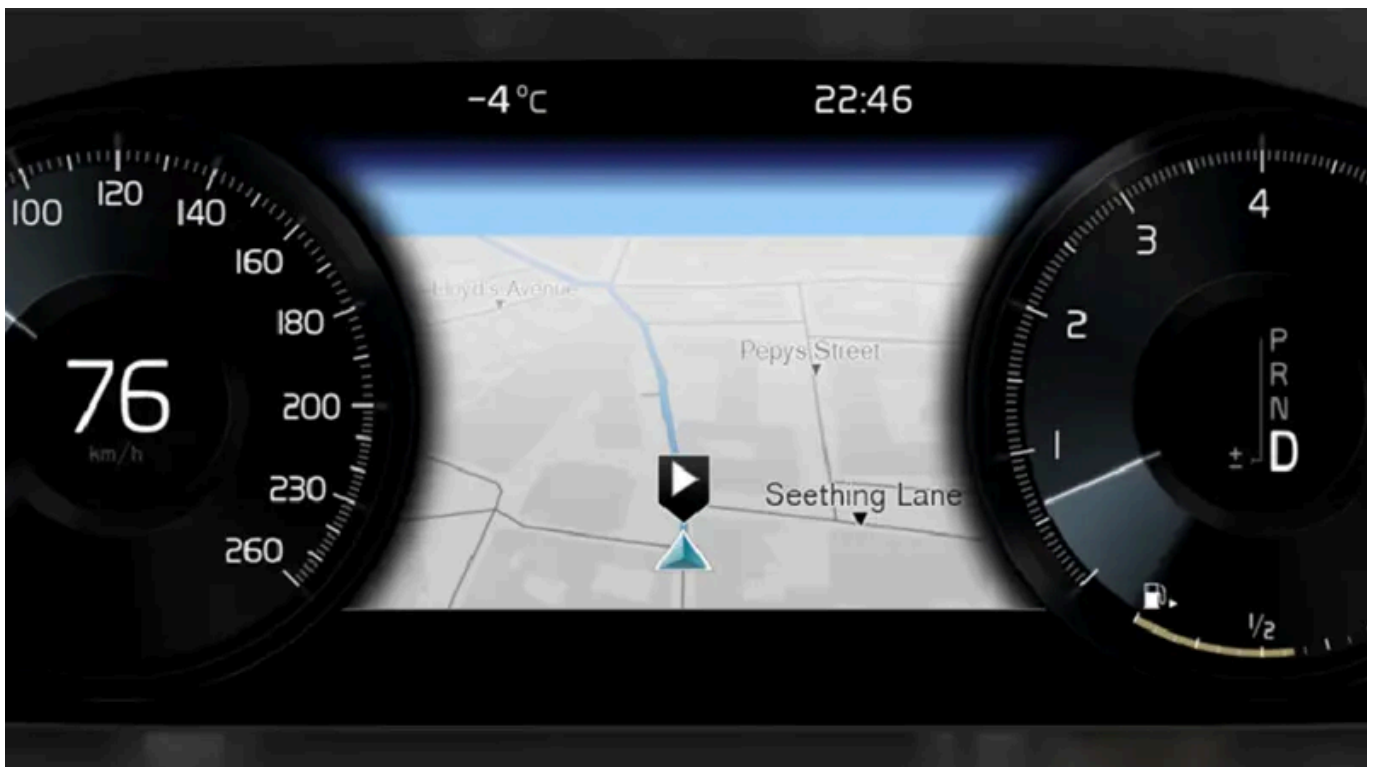 -4°C
22:46
100
120
140
160
180
200
230
260
76
km/h
Lloyd's Avenue
Pepys Street
Seething Lane
4
3
2
1
P
R
N
± D
1/2